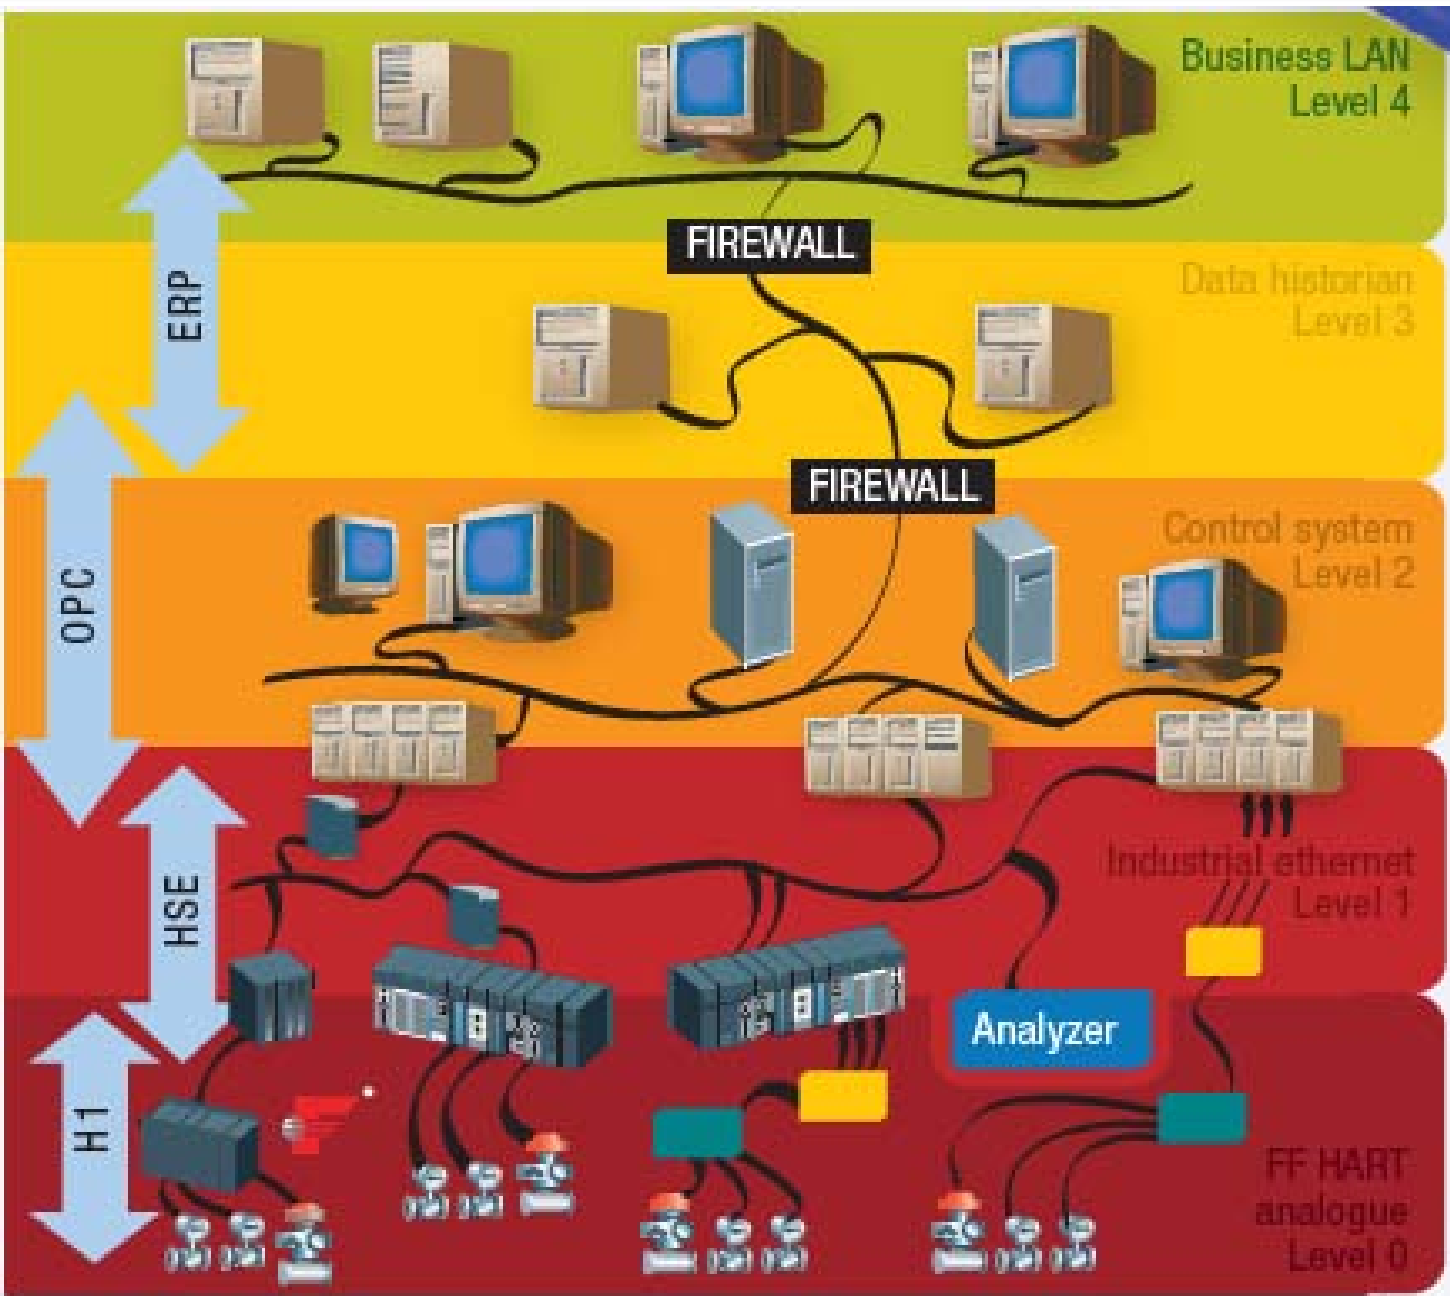 Business LAN
Level 4
FIREWALL
Data historian
Level 3
ERP
FIREWALL
Control system
Level 2
OPC
Industrial ethernet
Level 1
HSE
Analyzer
H1
FF HART
analogue
Level 0